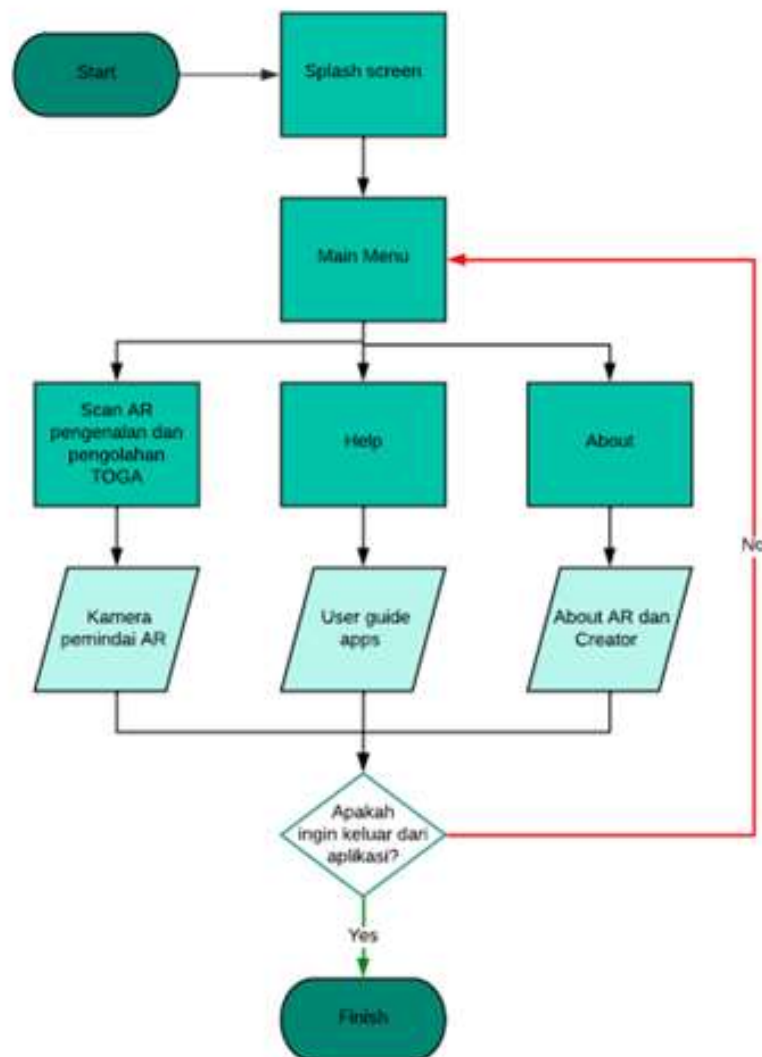 Start
Splash screen
Main Menu
Scan AR
pengenalan dan
pengolahan
TOGA
Help
About
Kamera
pemindai AR
User guide
apps
About AR dan
Creator
No
Apakah
ingin keluar dari
aplikasi?
Yes
Finish